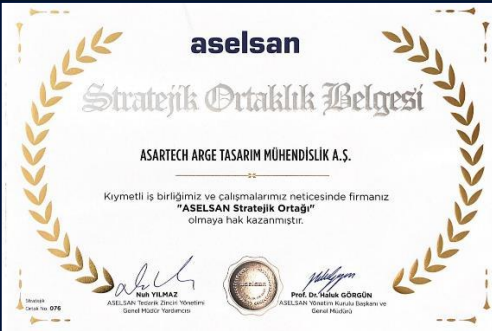 aselsan
Stratejik Ortaklık Belgesi
ASARTECH ARGE TASARIM MÜHENDİSLİK A.Ş.
Kıymetli iş birliğimiz ve çalışmalarımız neticesinde firmanız
"ASELSAN Stratejik Ortağı"
olmaya hak kazanmıştır.
Nuh YILMAZ
ASELSAN Tedarik Zinciri Yönetimi
Genel Müdür Yardımcısı
aselsan
Prof. Dr. Haluk GÖRGÜN
ASELSAN Yönetim Kurulu Başkanı ve
Genel Müdürü
Stratejik
Ortak No: 076